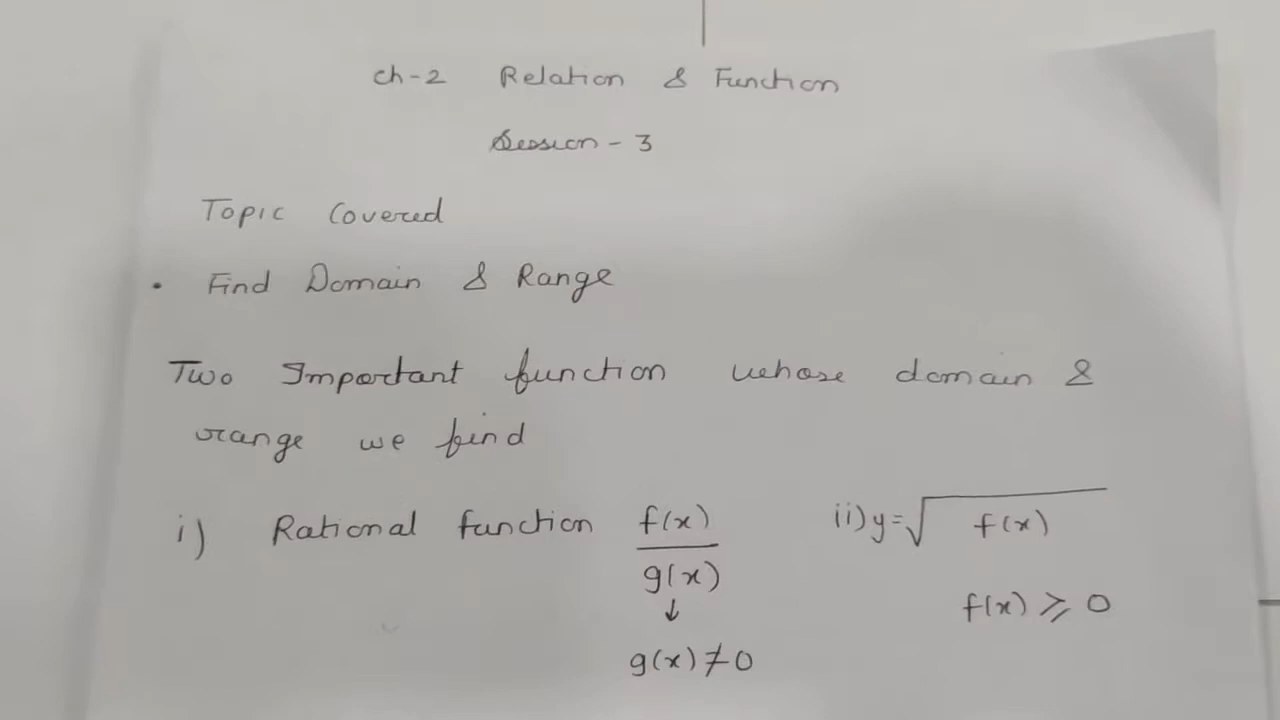 Ch-2 Relation & Function
Session - 3
Topic Covered
• Find Domain & Range
Two Important function whose domain &
range we find
i) Rational function f(x)/g(x) ii) y=√f(x)
↓
g(x) ≠ 0 f(x) ⩾ 0